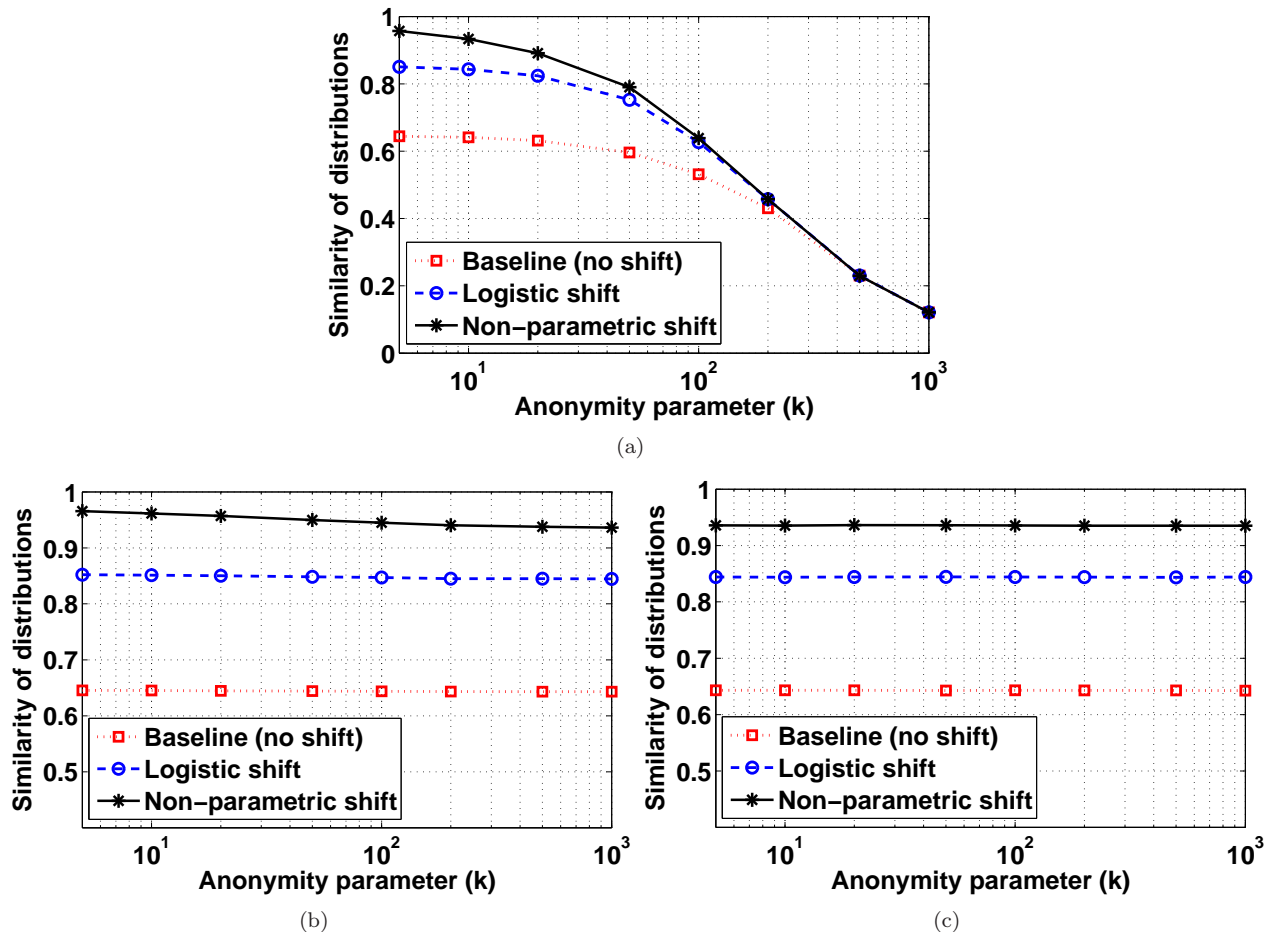 Similarity of distributions
1
0.8
0.6
0.4
0.2
0
Baseline (no shift)
Logistic shift
Non−parametric shift
10^1 10^2 10^3
Anonymity parameter (k)
(a)
Similarity of distributions
1
0.9
0.8
0.7
0.6
0.5
Baseline (no shift)
Logistic shift
Non−parametric shift
10^1 10^2 10^3
Anonymity parameter (k)
(b)
Similarity of distributions
1
0.9
0.8
0.7
0.6
0.5
Baseline (no shift)
Logistic shift
Non−parametric shift
10^1 10^2 10^3
Anonymity parameter (k)
(c)